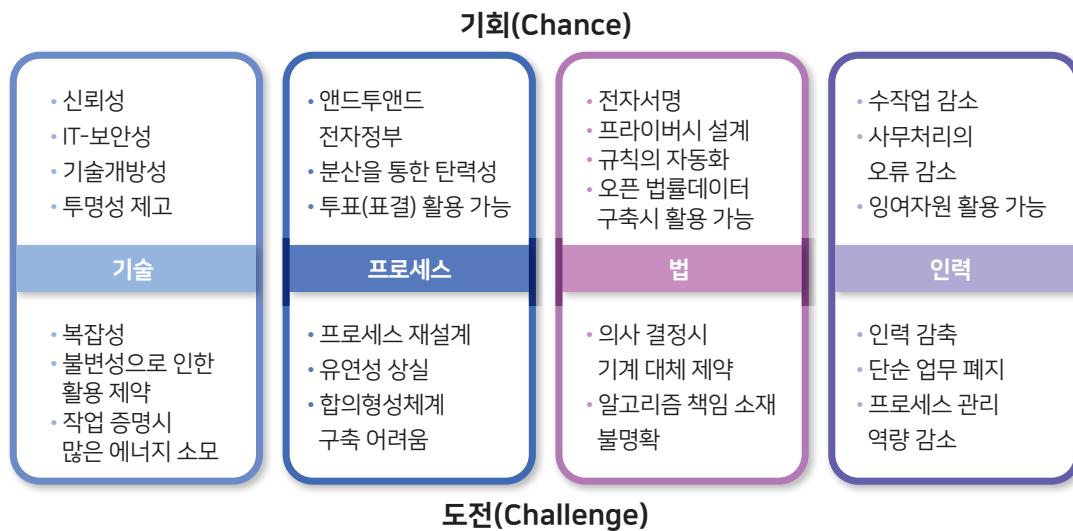 기회(Chance)
• 신뢰성
• IT-보안성
• 기술개방성
• 투명성 제고
기술
• 복잡성
• 불변성으로 인한
활용 제약
• 작업 증명시
많은 에너지 소모
• 앤드투앤드
전자정부
• 분산을 통한 탄력성
• 투표(표결) 활용 가능
프로세스
• 프로세스 재설계
• 유연성 상실
• 합의형성체계
구축 어려움
• 전자서명
• 프라이버시 설계
• 규칙의 자동화
• 오픈 법률데이터
구축시 활용 가능
법
• 의사 결정시
기계 대체 제약
• 알고리즘 책임 소재
불명확
• 수작업 감소
• 사무처리의
오류 감소
• 잉여자원 활용 가능
인력
• 인력 감축
• 단순 업무 폐지
• 프로세스 관리
역량 감소
도전(Challenge)